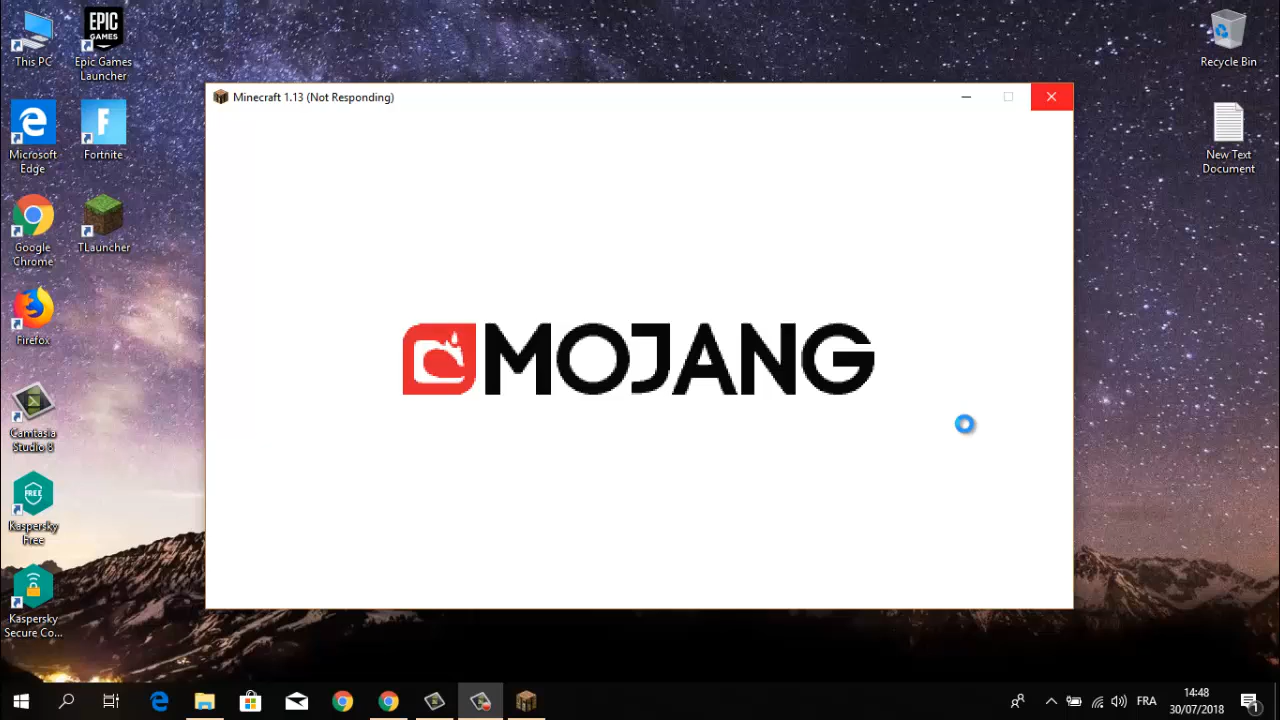 This PC
EPIC
GAMES
Epic Games
Launcher
Recycle Bin
Minecraft 1.13 (Not Responding)
Microsoft
Edge
Fortnite
New Text
Document
Google
Chrome
TLauncher
Firefox
MOJANG
Camtasia
Studio 8
FREE
Kaspersky
Free
Kaspersky
Secure Co...
FRA
14:48
30/07/2018
1